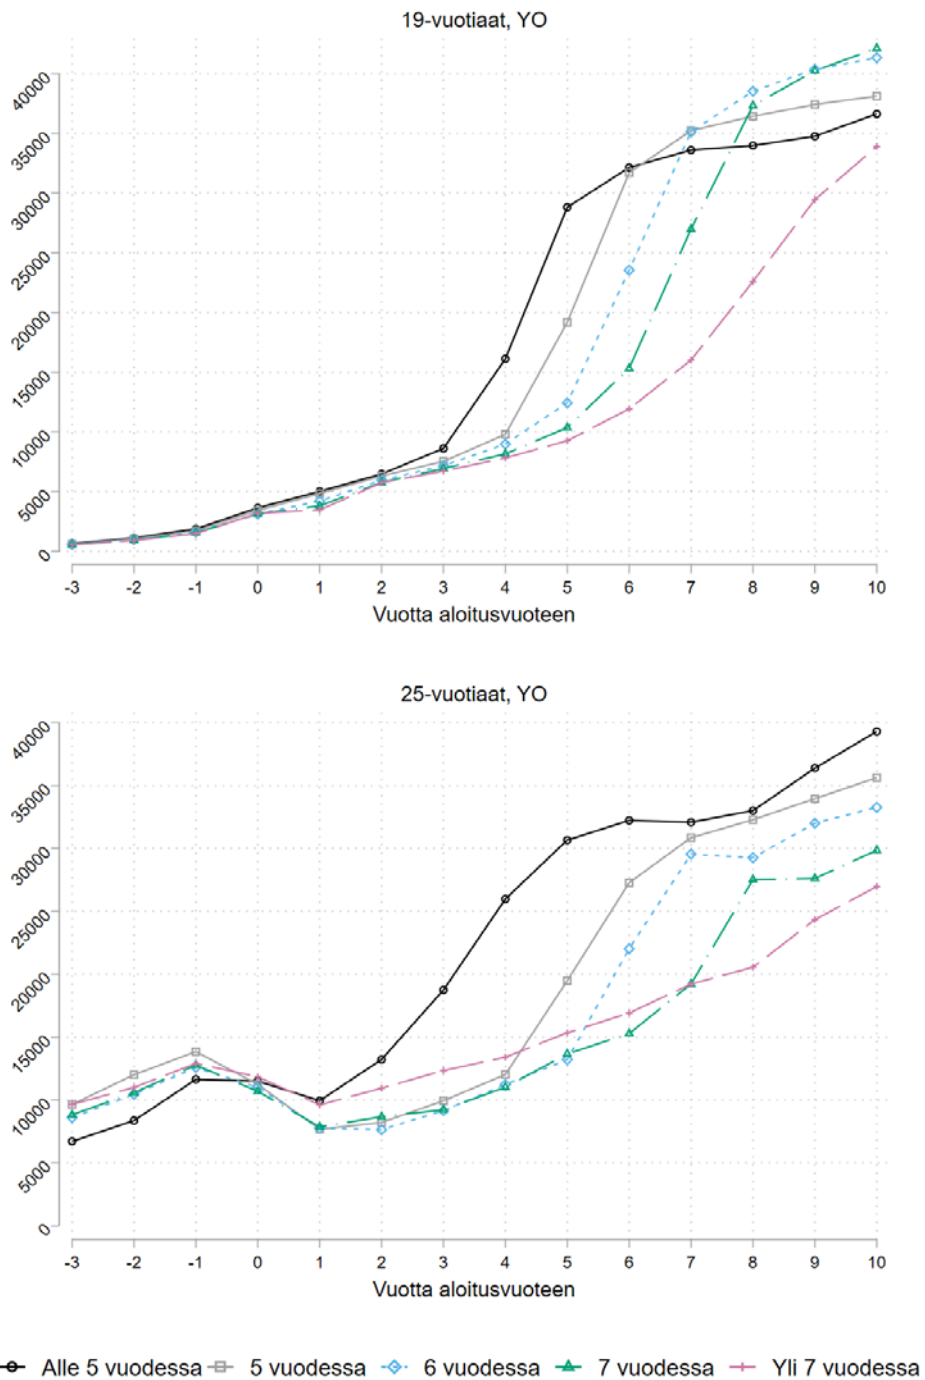 19-vuotiaat, YO
40000
35000
30000
25000
20000
15000
10000
5000
0
-3 -2 -1 0 1 2 3 4 5 6 7 8 9 10
Vuotta aloitusvuoteen
25-vuotiaat, YO
40000
35000
30000
25000
20000
15000
10000
5000
0
-3 -2 -1 0 1 2 3 4 5 6 7 8 9 10
Vuotta aloitusvuoteen
Alle 5 vuodessa 5 vuodessa 6 vuodessa 7 vuodessa Yli 7 vuodessa